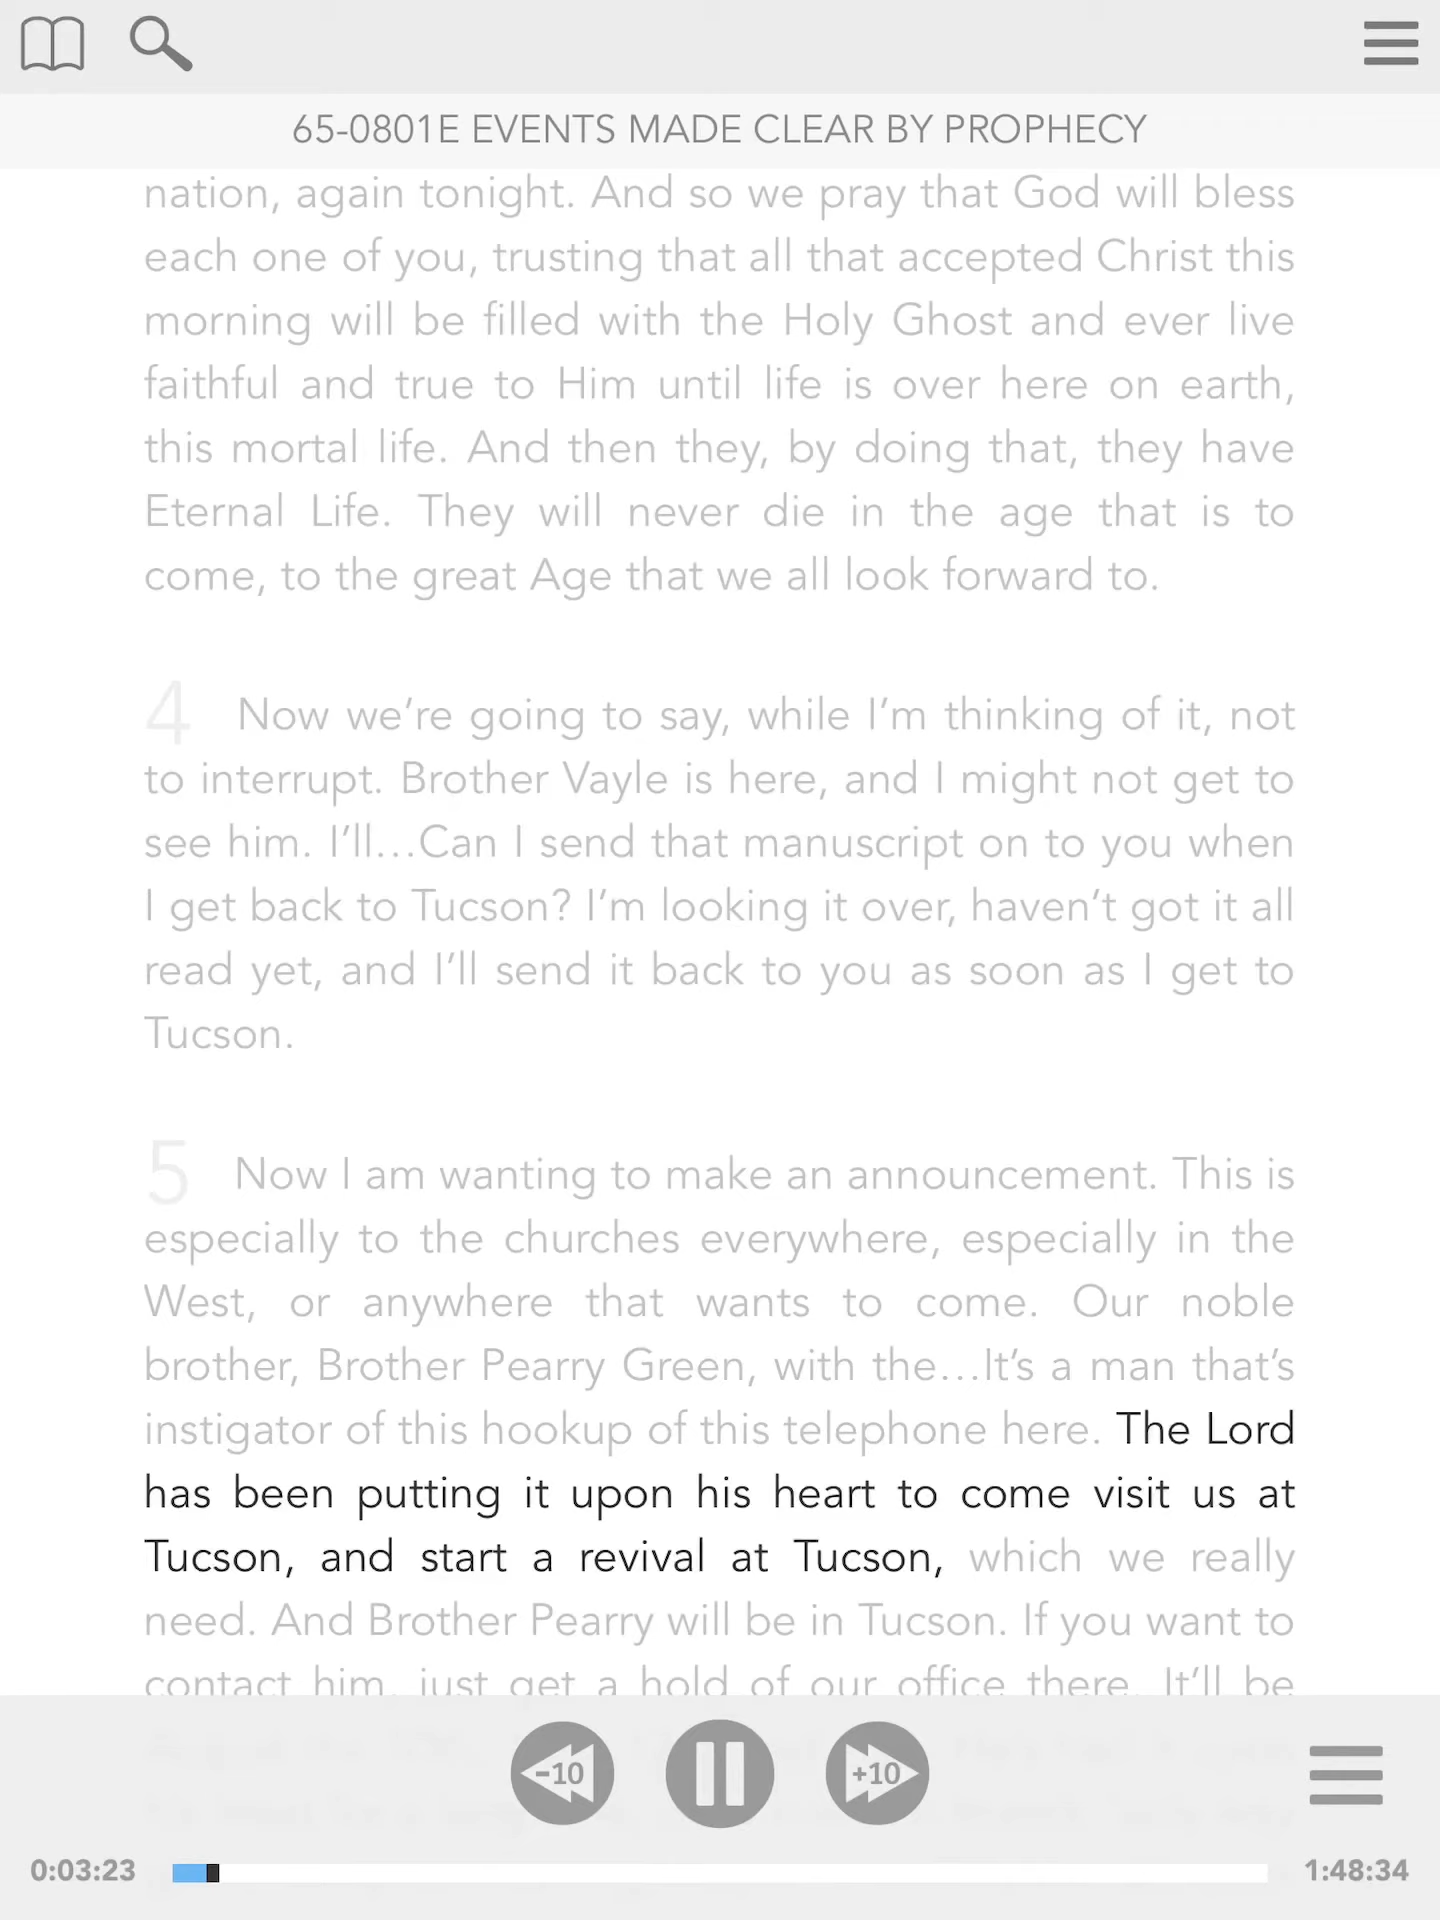 65-0801E EVENTS MADE CLEAR BY PROPHECY
nation, again tonight. And so we pray that God will bless
each one of you, trusting that all that accepted Christ this
morning will be filled with the Holy Ghost and ever live
faithful and true to Him until life is over here on earth,
this mortal life. And then they, by doing that, they have
Eternal Life. They will never die in the age that is to
come, to the great Age that we all look forward to.
4 Now we’re going to say, while I’m thinking of it, not
to interrupt. Brother Vayle is here, and I might not get to
see him. I’ll…Can I send that manuscript on to you when
I get back to Tucson? I’m looking it over, haven’t got it all
read yet, and I’ll send it back to you as soon as I get to
Tucson.
5 Now I am wanting to make an announcement. This is
especially to the churches everywhere, especially in the
West, or anywhere that wants to come. Our noble
brother, Brother Pearry Green, with the…It’s a man that’s
instigator of this hookup of this telephone here. The Lord
has been putting it upon his heart to come visit us at
Tucson, and start a revival at Tucson, which we really
need. And Brother Pearry will be in Tucson. If you want to
contact him, just get a hold of our office there. It’ll be
-10
+10
0:03:23
1:48:34